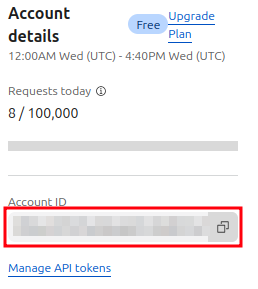 Account
details
Free
Upgrade
Plan
12:00AM Wed (UTC) - 4:40PM Wed (UTC)
Requests today
8 / 100,000
Account ID
Manage API tokens